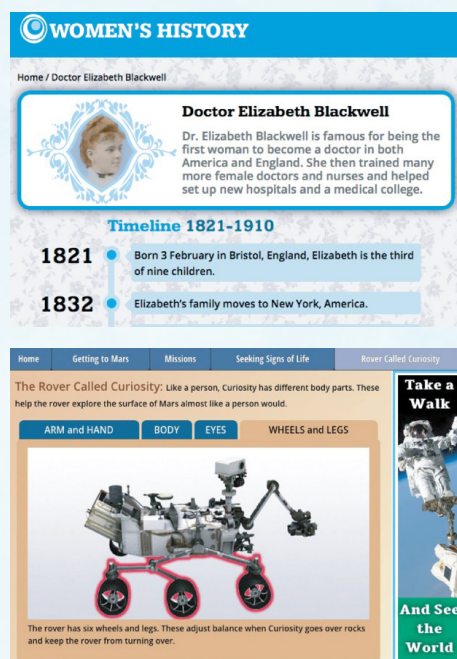 WOMEN'S HISTORY
Home / Doctor Elizabeth Blackwell
Doctor Elizabeth Blackwell
Dr. Elizabeth Blackwell is famous for being the
first woman to become a doctor in both
America and England. She then trained many
more female doctors and nurses and helped
set up new hospitals and a medical college.
Timeline 1821-1910
1821 Born 3 February in Bristol, England, Elizabeth is the third
of nine children.
1832 Elizabeth's family moves to New York, America.
Home Getting to Mars Missions Seeking Signs of Life Rover Called Curiosity
The Rover Called Curiosity: Like a person, Curiosity has different body parts. These
help the rover explore the surface of Mars almost like a person would.
ARM and HAND BODY EYES WHEELS and LEGS
The rover has six wheels and legs. These adjust balance when Curiosity goes over rocks
and keep the rover from turning over.
Take a
Walk
And See
the
World